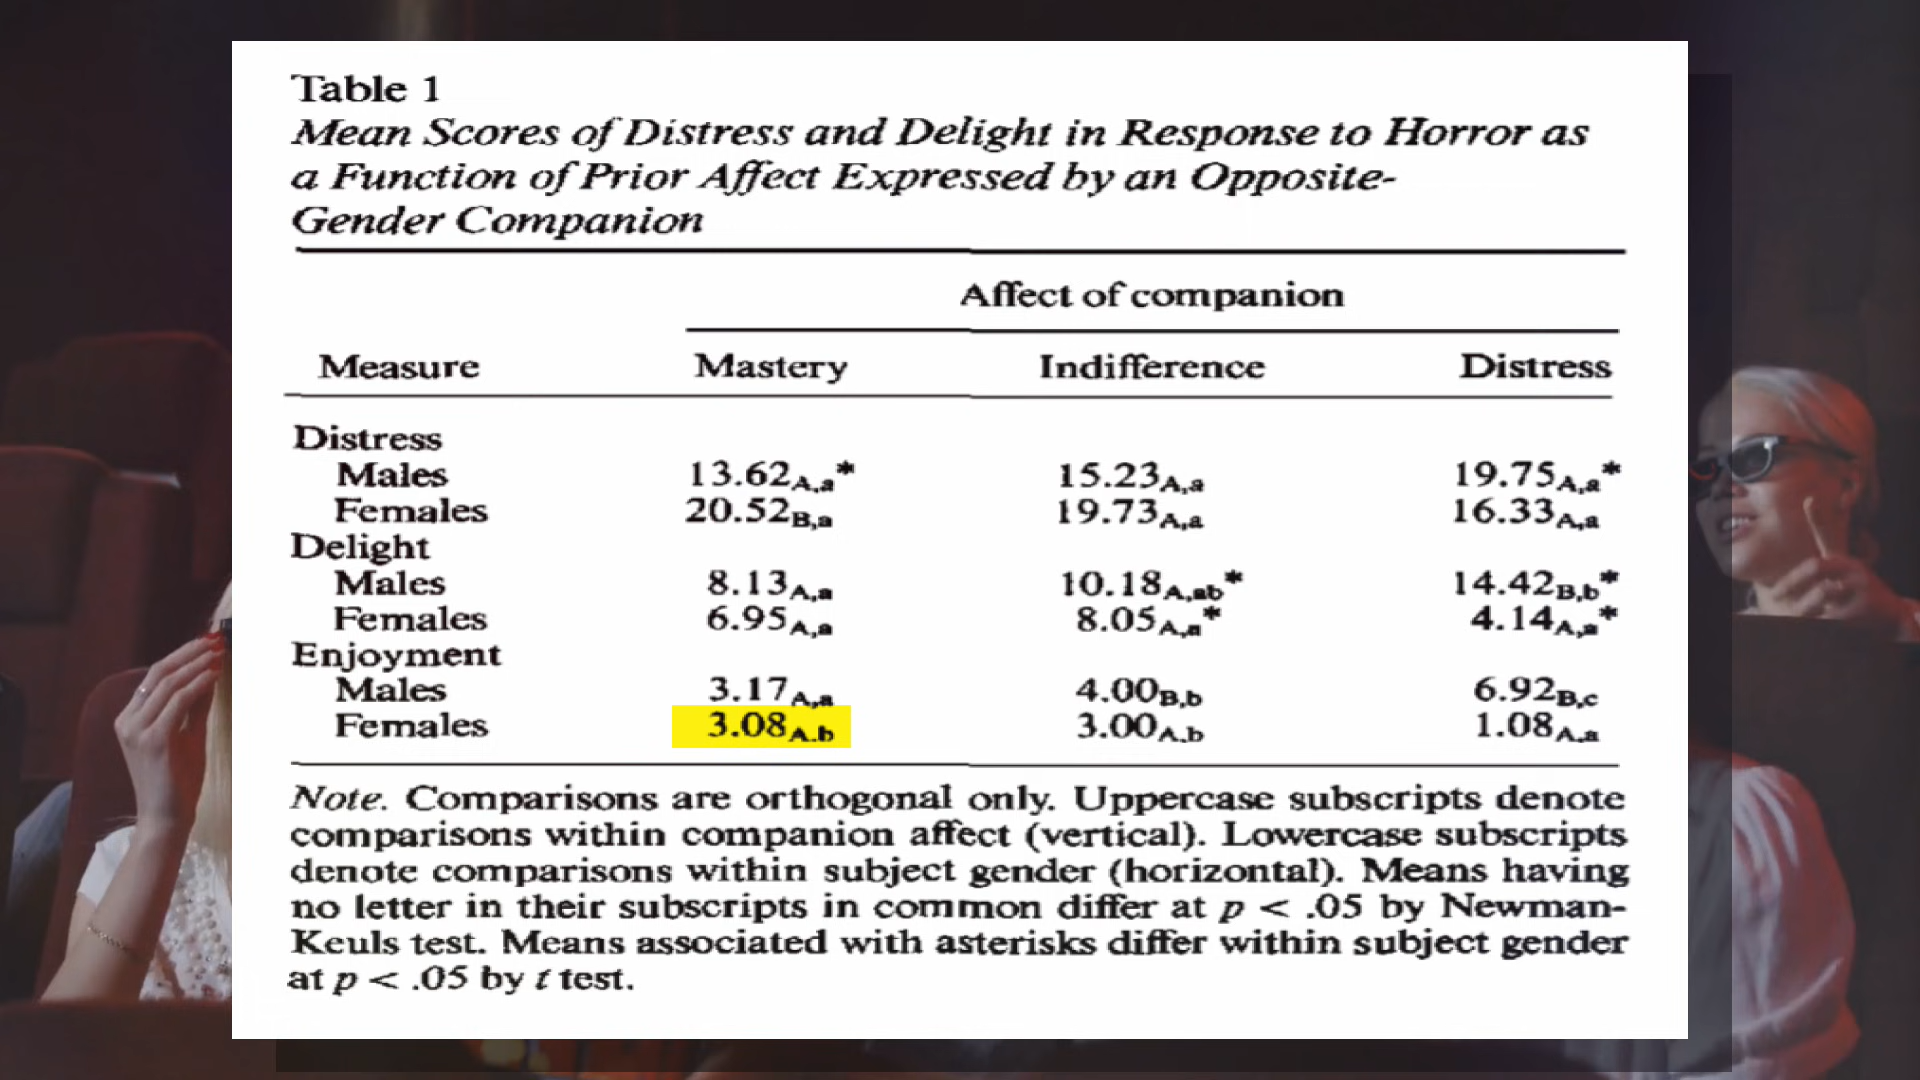 Table 1
Mean Scores of Distress and Delight in Response to Horror as
a Function of Prior Affect Expressed by an Opposite-
Gender Companion
Affect of companion
Measure Mastery Indifference Distress
Distress
Males 13.62A,a* 15.23A,a 19.75A,a*
Females 20.52B,a 19.73A,a 16.33A,a
Delight
Males 8.13A,a 10.18A,ab* 14.42B,b*
Females 6.95A,a 8.05A,a* 4.14A,a*
Enjoyment
Males 3.17A,a 4.00B,b 6.92B,c
Females 3.08A,b 3.00A,b 1.08A,a
Note. Comparisons are orthogonal only. Uppercase subscripts denote
comparisons within companion affect (vertical). Lowercase subscripts
denote comparisons within subject gender (horizontal). Means having
no letter in their subscripts in common differ at p < .05 by Newman-
Keuls test. Means associated with asterisks differ within subject gender
at p < .05 by t test.